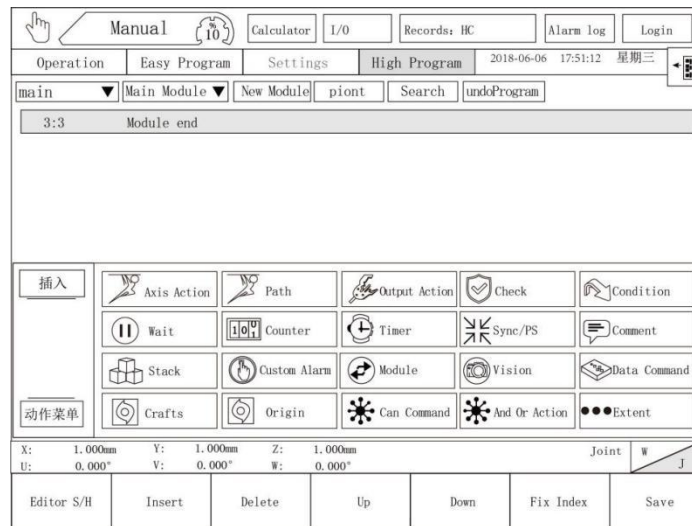 Manual % 10 Calculator I/O Records: HC Alarm log Login
Operation Easy Program Settings High Program 2018-06-06 17:51:12 星期三
main Main Module New Module piont Search undoProgram
3:3 Module end
插入 Axis Action Path Output Action Check Condition
Wait Counter Timer Sync/PS Comment
Stack Custom Alarm Module Vision Data Command
动作菜单 Crafts Origin Can Command And Or Action Extent
X: 1.000mm Y: 1.000mm Z: 1.000mm Joint W J
U: 0.000° V: 0.000° W: 0.000°
Editor S/H Insert Delete Up Down Fix Index Save